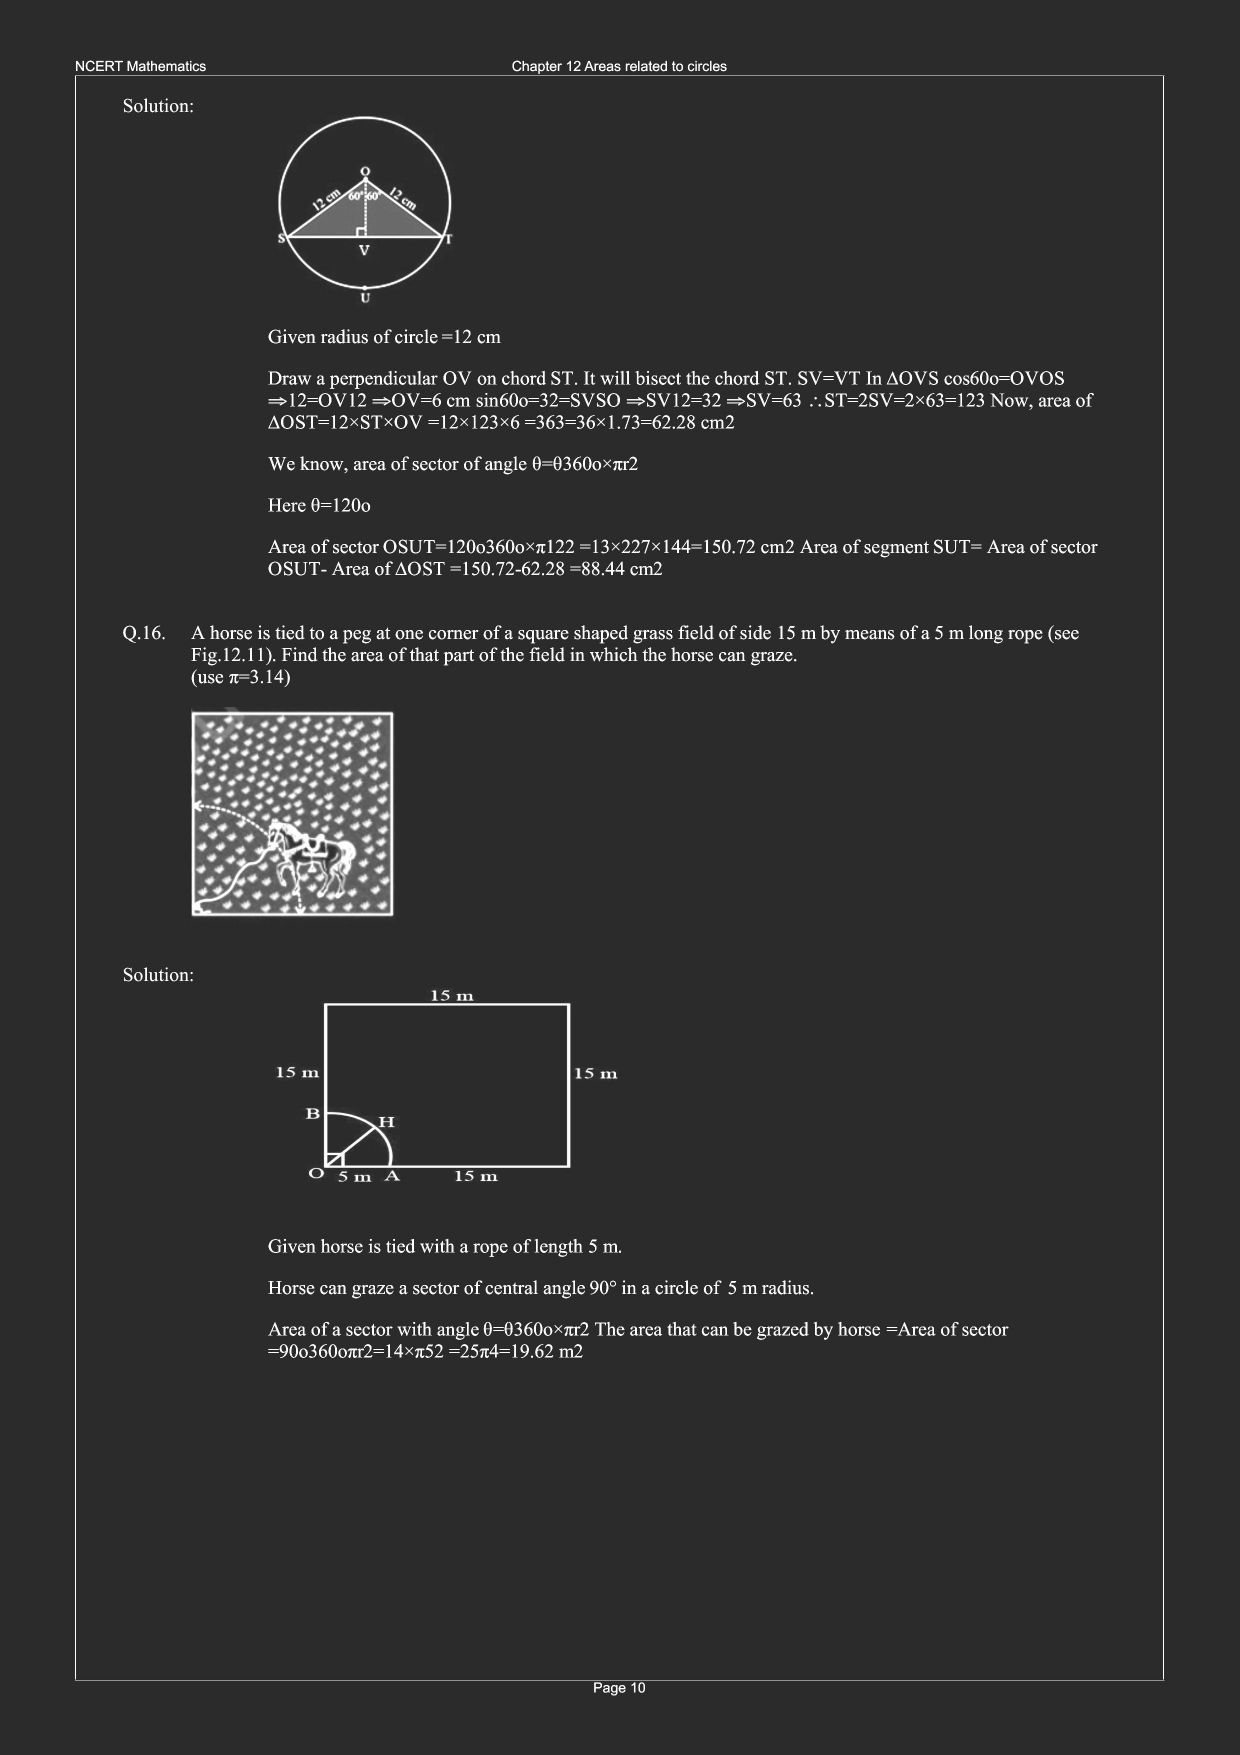 NCERT Mathematics
Chapter 12 Areas related to circles
Solution:
O
12 cm
60° 60°
12 cm
S
T
V
U
Given radius of circle =12 cm
Draw a perpendicular OV on chord ST. It will bisect the chord ST. SV=VT In ΔOVS cos60o=OVOS
⇒12=OV12 ⇒OV=6 cm sin60o=32=SVSO ⇒SV12=32 ⇒SV=63 ∴ST=2SV=2×63=123 Now, area of
ΔOST=12×ST×OV =12×123×6 =363=36×1.73=62.28 cm2
We know, area of sector of angle θ=θ360o×πr2
Here θ=120o
Area of sector OSUT=120o360o×π122 =13×227×144=150.72 cm2 Area of segment SUT= Area of sector
OSUT- Area of ΔOST =150.72-62.28 =88.44 cm2
Q.16. A horse is tied to a peg at one corner of a square shaped grass field of side 15 m by means of a 5 m long rope (see
Fig.12.11). Find the area of that part of the field in which the horse can graze.
(use π=3.14)
Solution:
15 m
15 m
15 m
B
H
O
5 m A
15 m
Given horse is tied with a rope of length 5 m.
Horse can graze a sector of central angle 90° in a circle of 5 m radius.
Area of a sector with angle θ=θ360o×πr2 The area that can be grazed by horse =Area of sector
=90o360oπr2=14×π52 =25π4=19.62 m2
Page 10